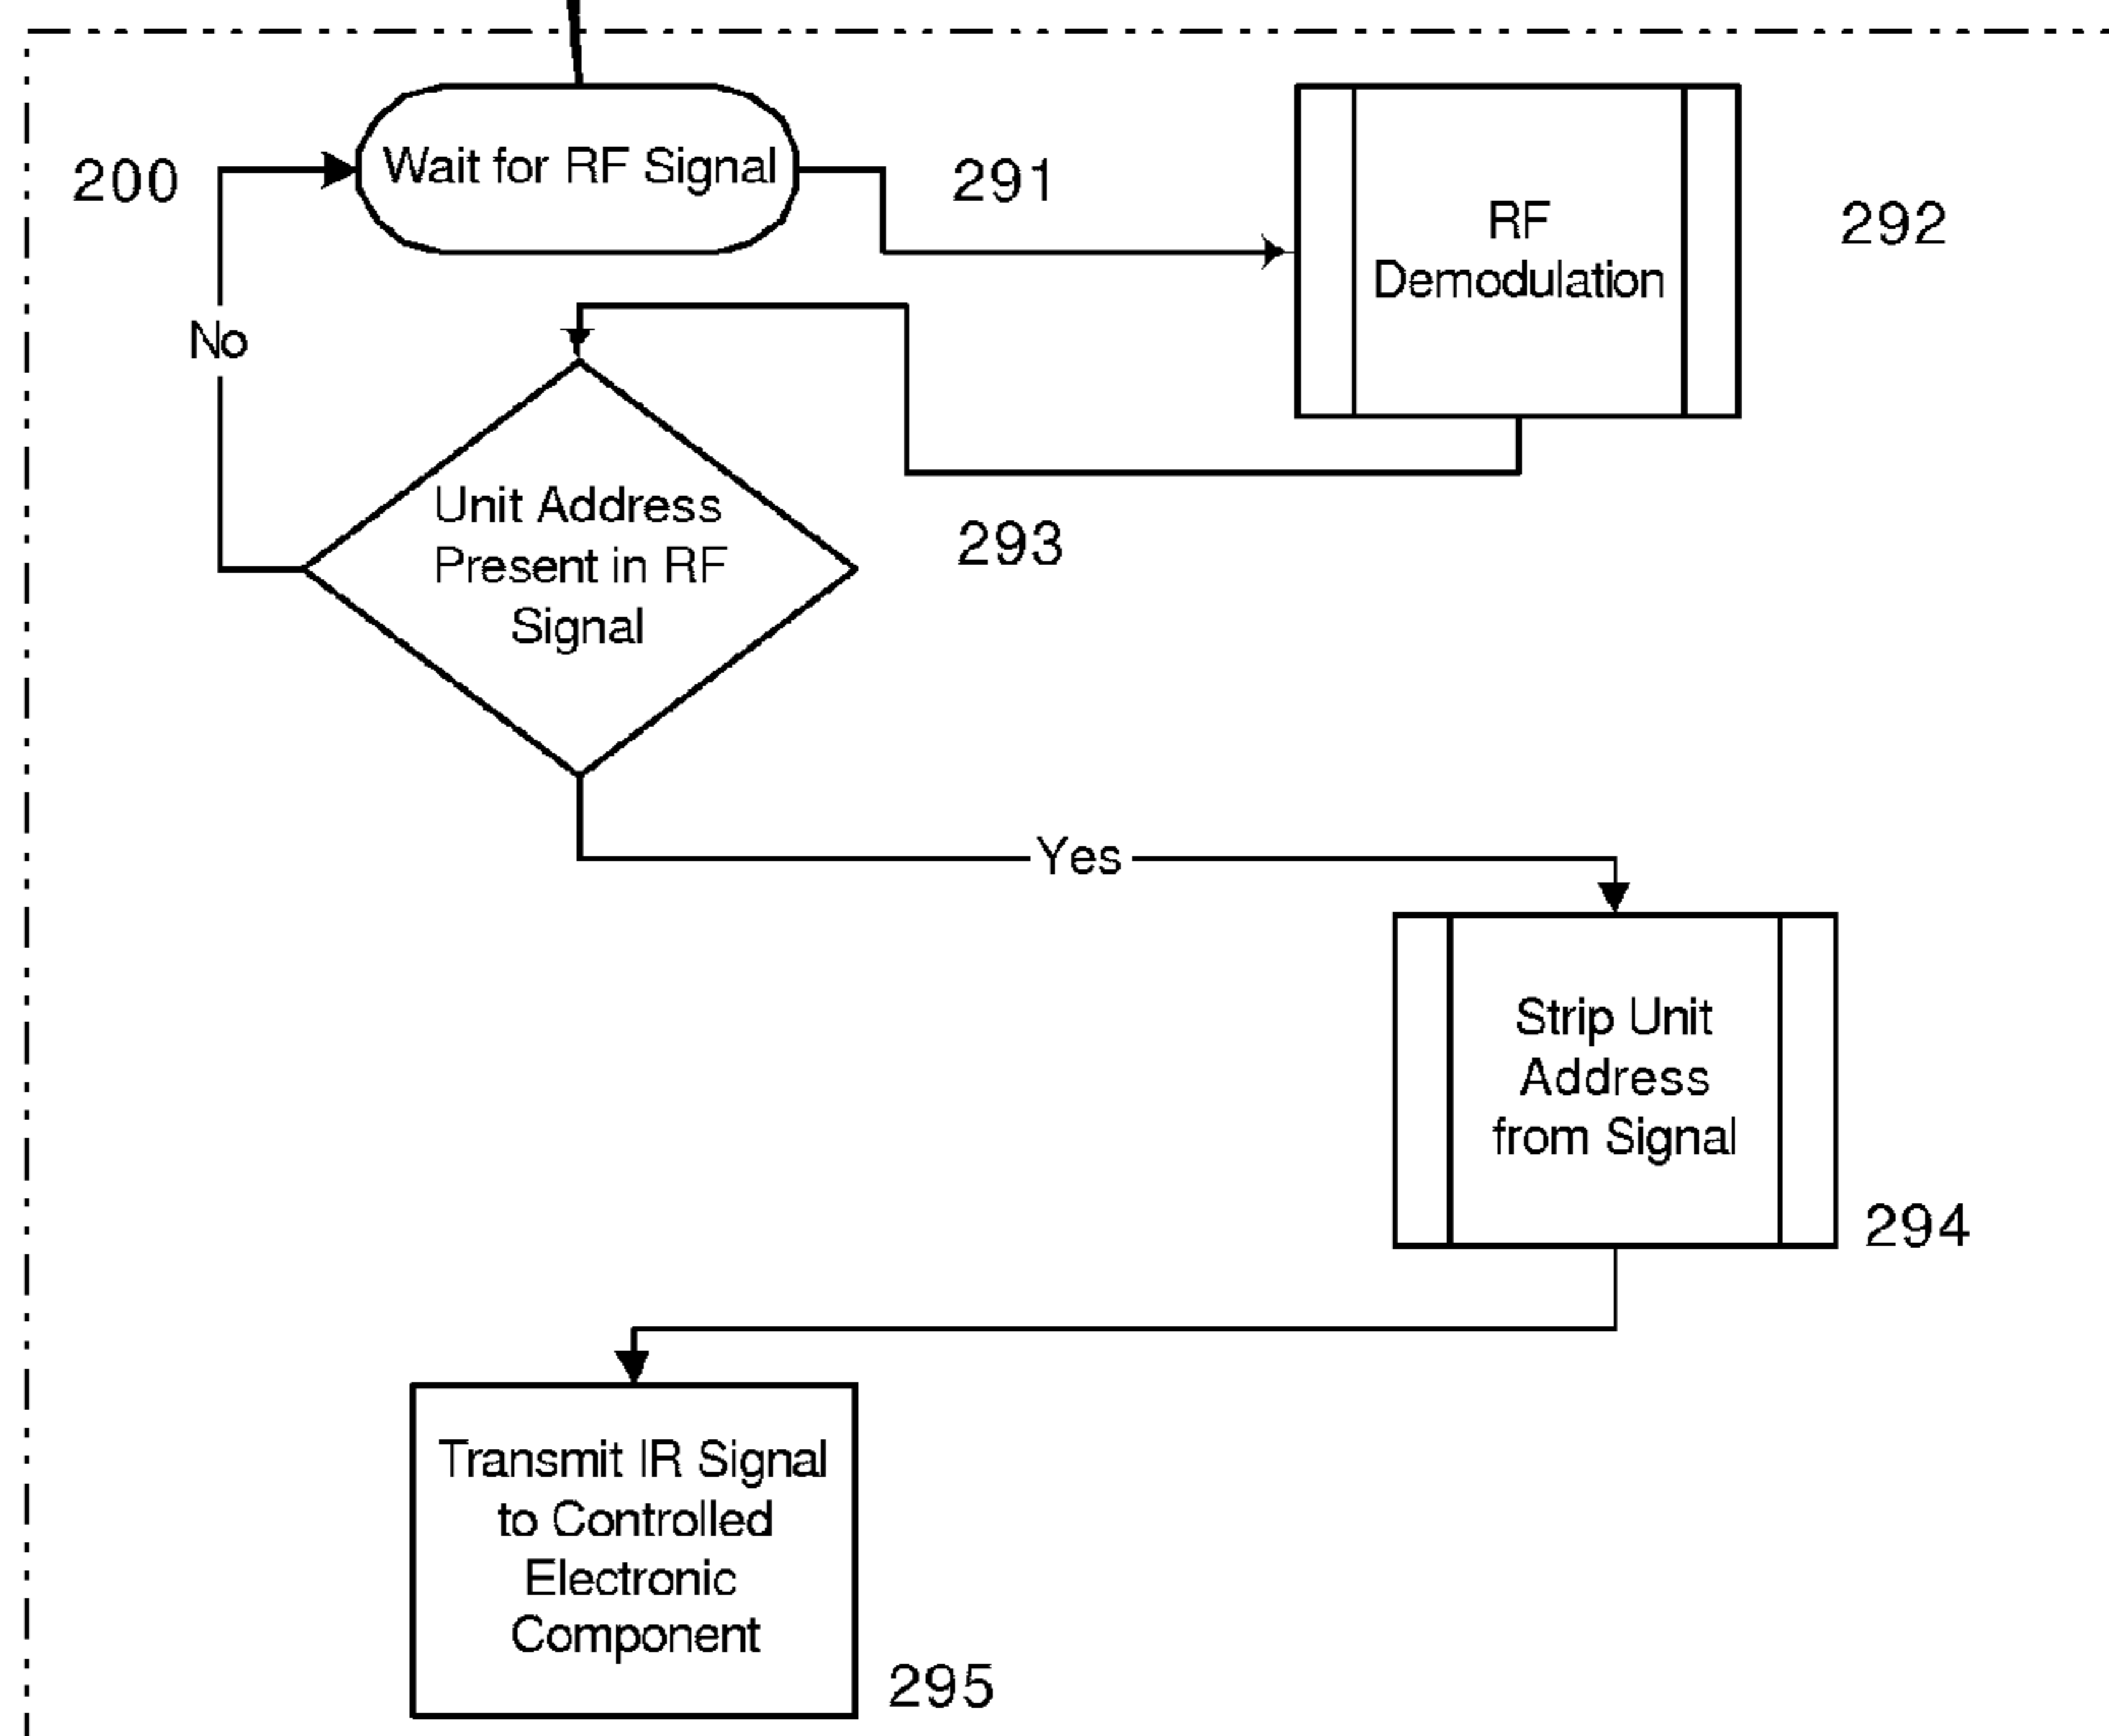 200
Wait for RF Signal
291
RF
Demodulation
292
No
Unit Address
Present in RF
Signal
293
Yes
Strip Unit
Address
from Signal
294
Transmit IR Signal
to Controlled
Electronic
Component
295